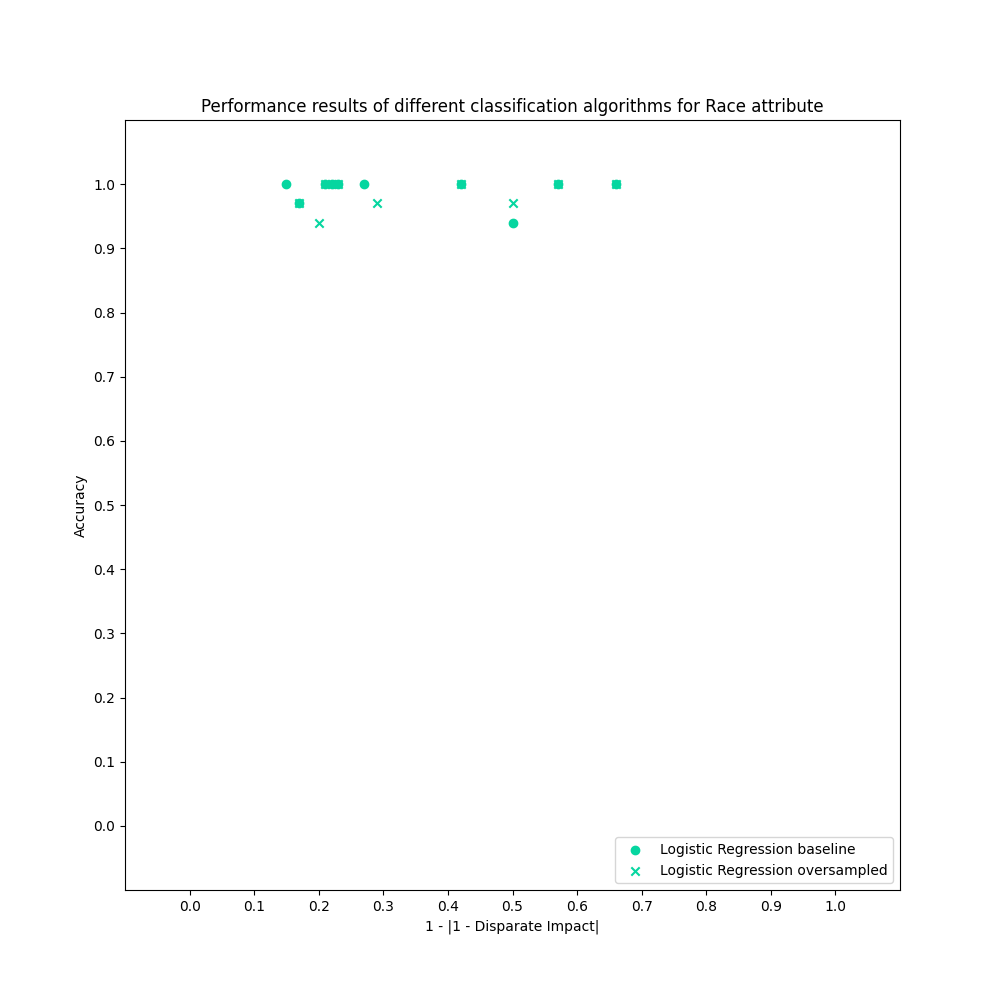 Performance results of different classification algorithms for Race attribute
1.0
0.9
0.8
0.7
0.6
0.5
0.4
0.3
0.2
0.1
0.0
Accuracy
Logistic Regression baseline
Logistic Regression oversampled
0.0 0.1 0.2 0.3 0.4 0.5 0.6 0.7 0.8 0.9 1.0
1 - |1 - Disparate Impact|